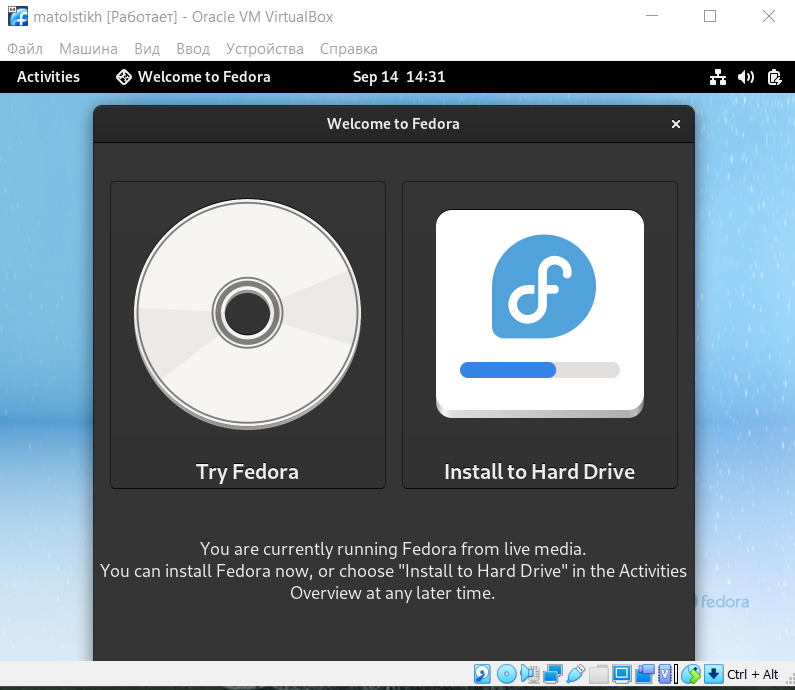 matolstikh [Работает] - Oracle VM VirtualBox
Файл Машина Вид Ввод Устройства Справка
Activities Welcome to Fedora Sep 14 14:31
Welcome to Fedora
Try Fedora
Install to Hard Drive
You are currently running Fedora from live media.
You can install Fedora now, or choose "Install to Hard Drive" in the Activities
Overview at any later time.
fedora
Ctrl + Alt